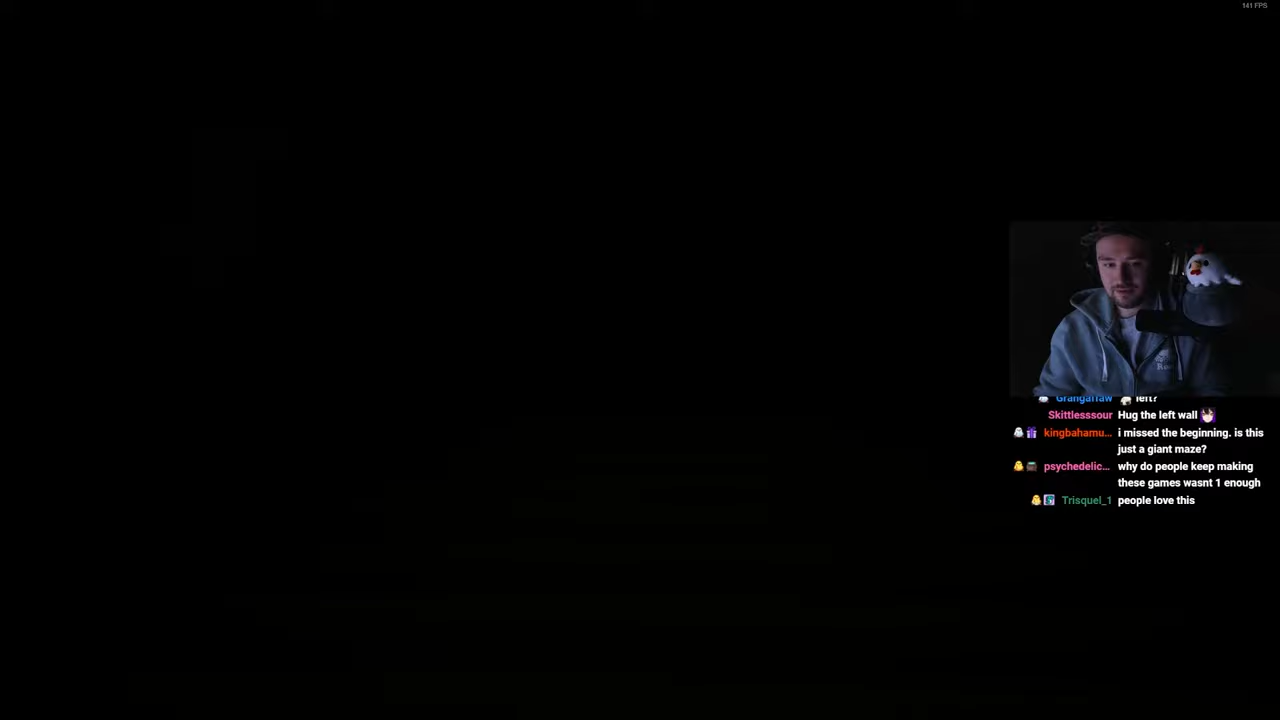 141 FPS
Grangaffaw left?
Skittlesssour Hug the left wall
kingbahamu... i missed the beginning. is this
just a giant maze?
psychedelic... why do people keep making
these games wasnt 1 enough
Trisquel_1 people love this